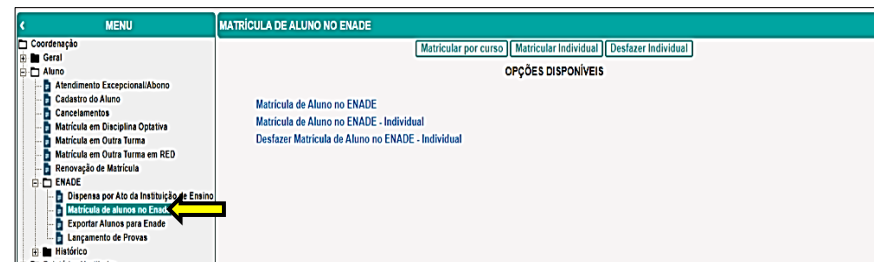 MENU
Coordenação
Geral
Aluno
Atendimento Excepcional/Abono
Cadastro do Aluno
Cancelamentos
Matrícula em Disciplina Optativa
Matrícula em Outra Turma
Matrícula em Outra Turma em RED
Renovação de Matrícula
ENADE
Dispensa por Ato da Instituição de Ensino
Matrícula de alunos no
Exportar Alunos para Enade
Lançamento de Provas
Histórico
MATRÍCULA DE ALUNO NO ENADE
Matricular por curso Matricular Individual Desfazer Individual
OPÇÕES DISPONÍVEIS
Matrícula de Aluno no ENADE
Matrícula de Aluno no ENADE - Individual
Desfazer Matricula de Aluno no ENADE - Individual